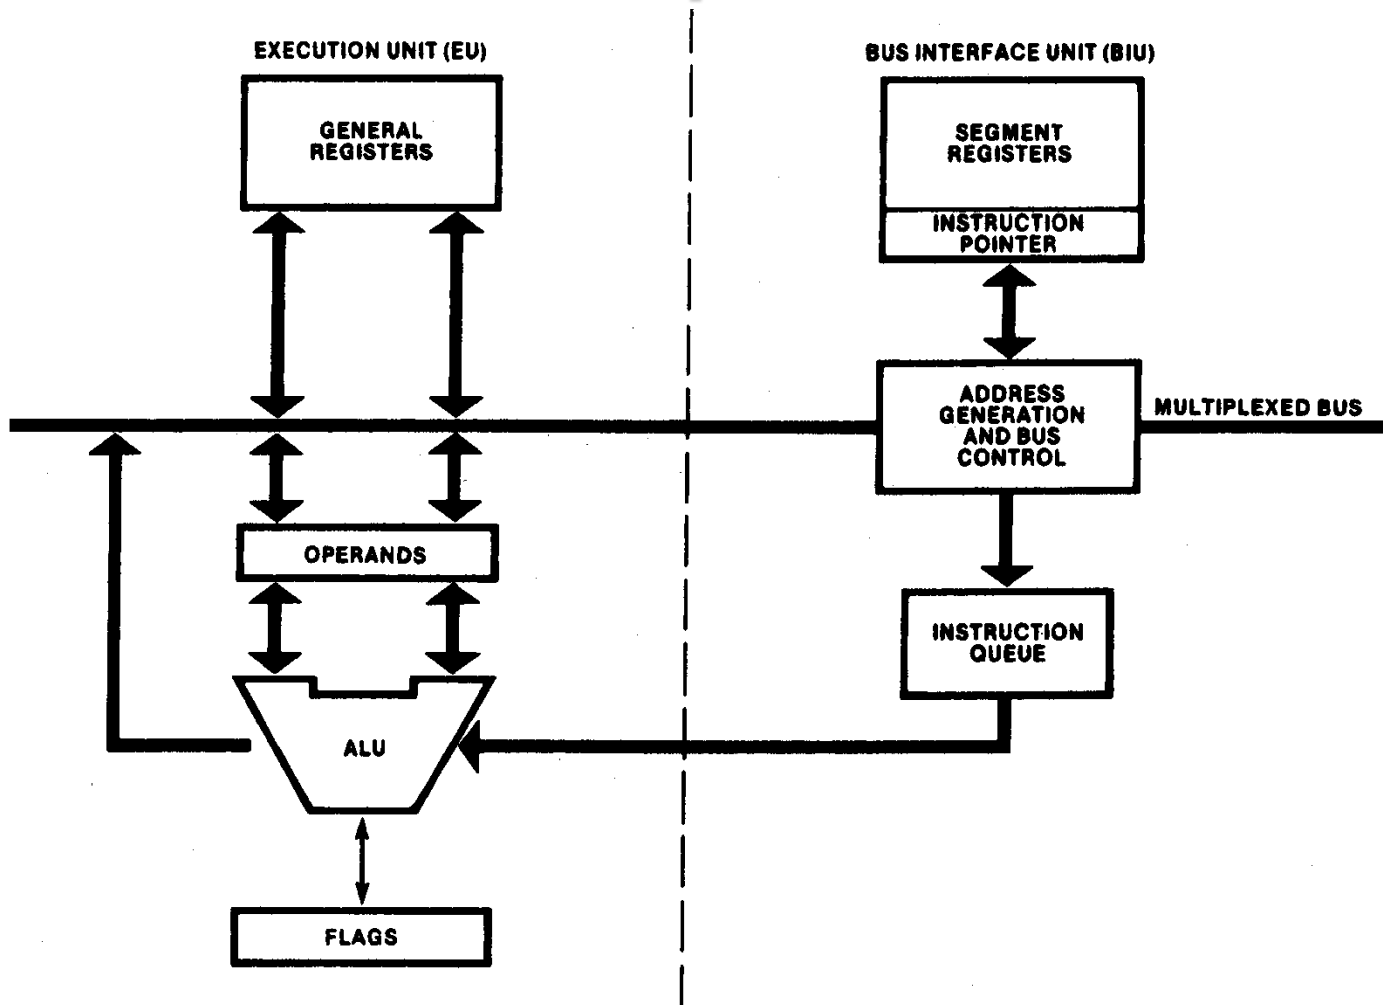 EXECUTION UNIT (EU)
GENERAL
REGISTERS
OPERANDS
ALU
FLAGS
BUS INTERFACE UNIT (BIU)
SEGMENT
REGISTERS
INSTRUCTION
POINTER
ADDRESS
GENERATION
AND BUS
CONTROL
MULTIPLEXED BUS
INSTRUCTION
QUEUE